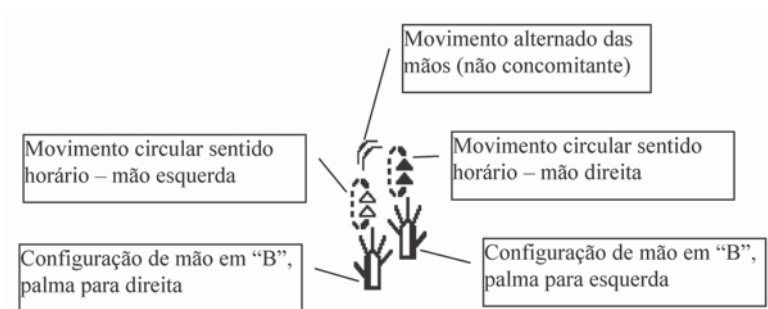 Movimento alternado das
mãos (não concomitante)
Movimento circular sentido
horário – mão esquerda
Movimento circular sentido
horário – mão direita
Configuração de mão em “B”,
palma para direita
Configuração de mão em “B”,
palma para esquerda